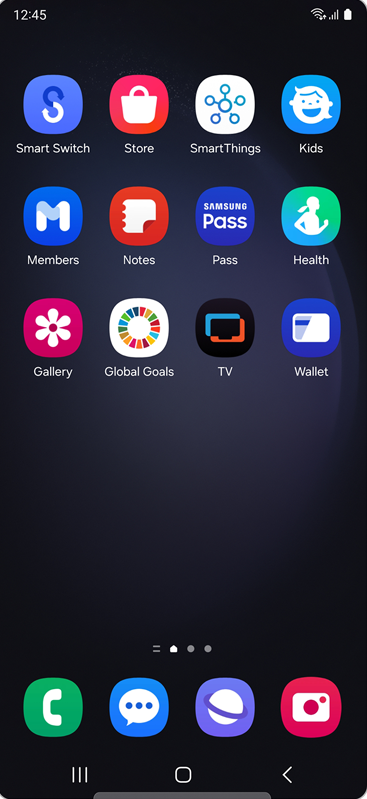 12:45
Smart Switch
Store
SmartThings
Kids
SAMSUNG
Pass
Members
Notes
Pass
Health
Gallery
Global Goals
TV
Wallet